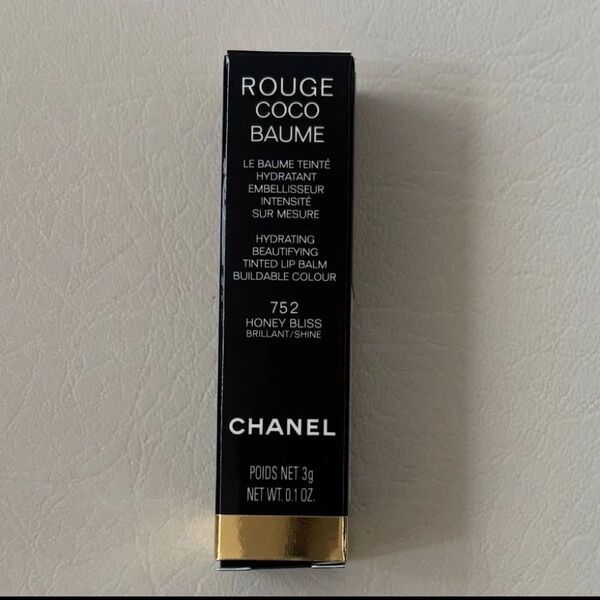 ROUGE
COCO
BAUME
LE BAUME TEINTÉ
HYDRATANT
EMBELLISSEUR
INTENSITÉ
SUR MESURE
HYDRATING
BEAUTIFYING
TINTED LIP BALM
BUILDABLE COLOUR
752
HONEY BLISS
BRILLANT/SHINE
CHANEL
POIDS NET 3g
NET WT. 0.1 OZ.